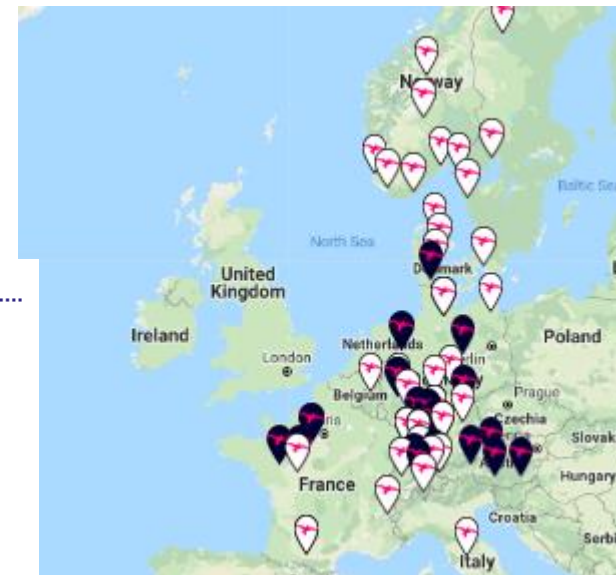 Norway
Baltic Sea
North Sea
Denmark
United
Kingdom
Ireland
Netherlands
Poland
London
Belgium
Prague
Czechia
Slovak
France
Hungary
Croatia
Serbi
Italy